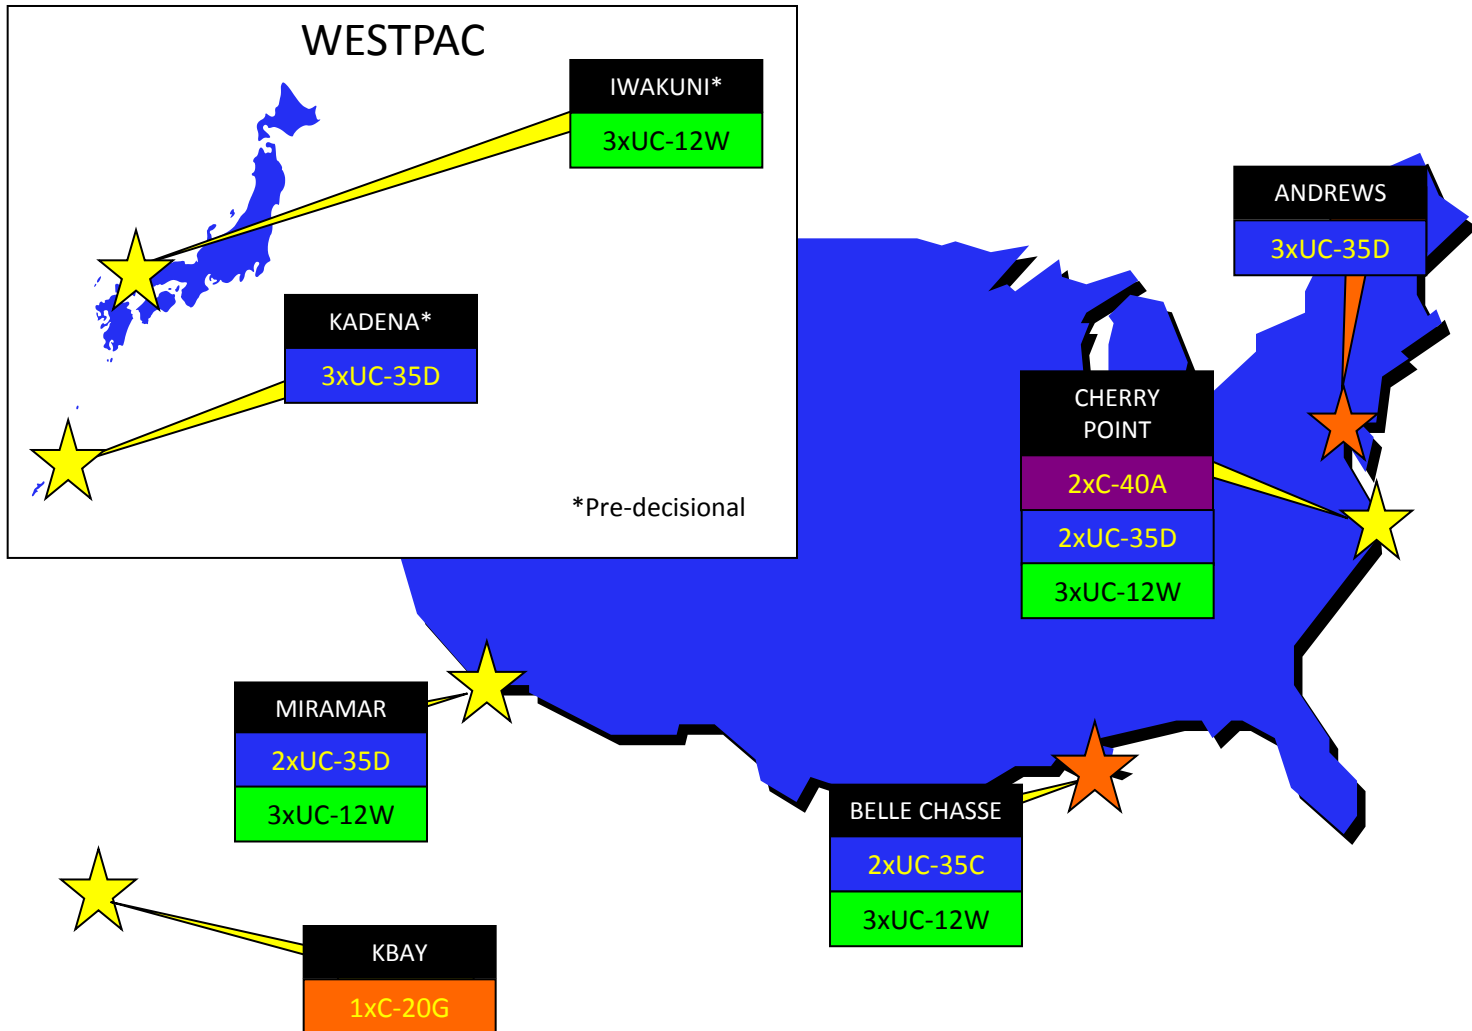 WESTPAC
IWAKUNI*
3xUC-12W
KADENA*
3xUC-35D
*Pre-decisional
ANDREWS
3xUC-35D
CHERRY
POINT
2xC-40A
2xUC-35D
3xUC-12W
MIRAMAR
2xUC-35D
3xUC-12W
BELLE CHASSE
2xUC-35C
3xUC-12W
KBAY
1xC-20G